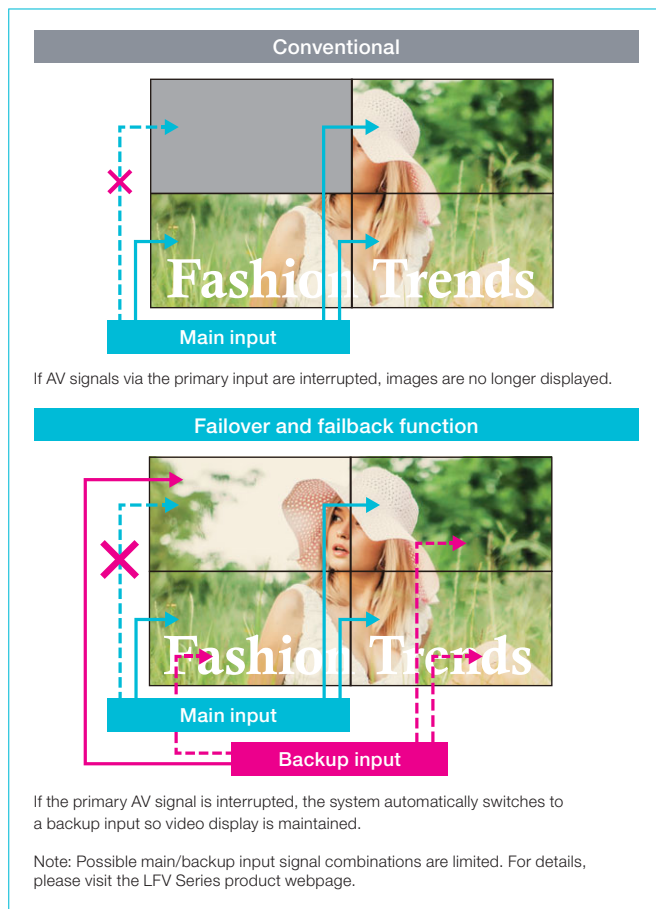 Conventional
Fashion Trends
Main input
If AV signals via the primary input are interrupted, images are no longer displayed.
Failover and failback function
Fashion Trends
Main input
Backup input
If the primary AV signal is interrupted, the system automatically switches to
a backup input so video display is maintained.
Note: Possible main/backup input signal combinations are limited. For details,
please visit the LFV Series product webpage.